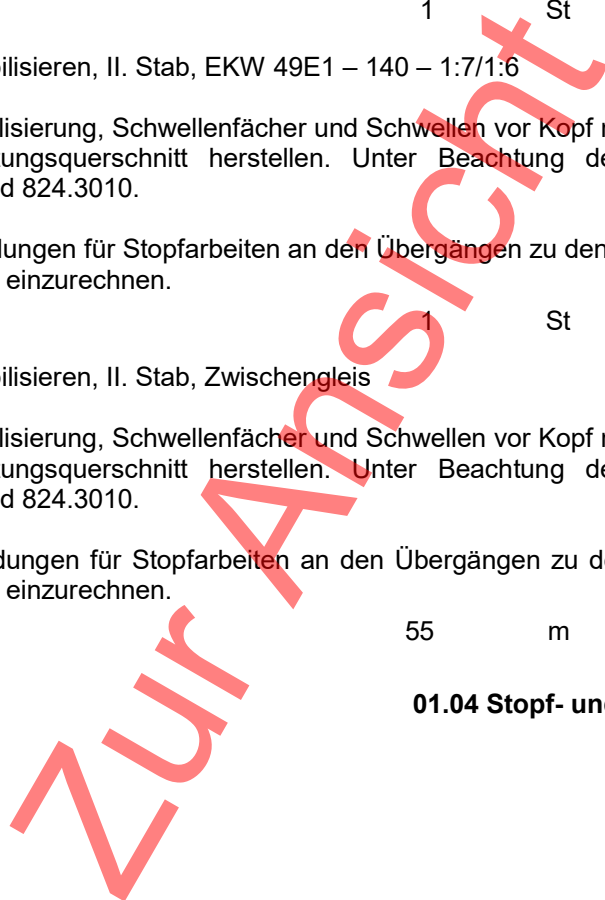 1 St
ilisieren, II. Stab, EKW 49E1 – 140 – 1:7/1:6
lisierung, Schwellenfächer und Schwellen vor Kopf
ungsquerschnitt herstellen. Unter Beachtung
d 824.3010.
dungen für Stopfarbeiten an den Übergängen zu den
einzurechnen.
1 St
ilisieren, II. Stab, Zwischengleis
lisierung, Schwellenfächer und Schwellen vor Kopf
ungsquerschnitt herstellen. Unter Beachtung
d 824.3010.
dungen für Stopfarbeiten an den Übergängen zu
einzurechnen.
55 m
01.04 Stopf- und
Zur Ansicht